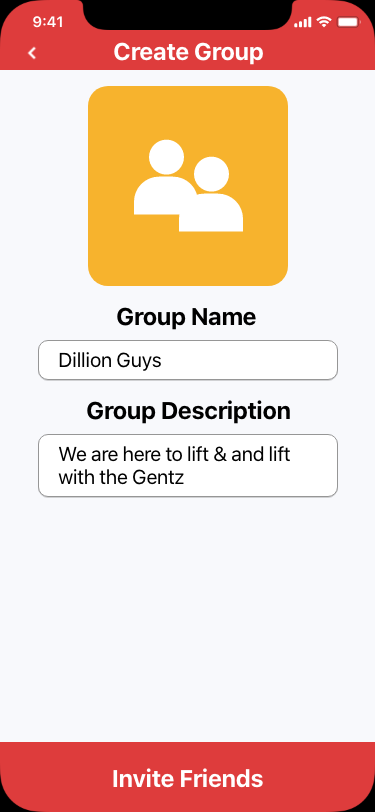 9:41
Create Group
Group Name
Dillion Guys
Group Description
We are here to lift & and lift
with the Gentz
Invite Friends